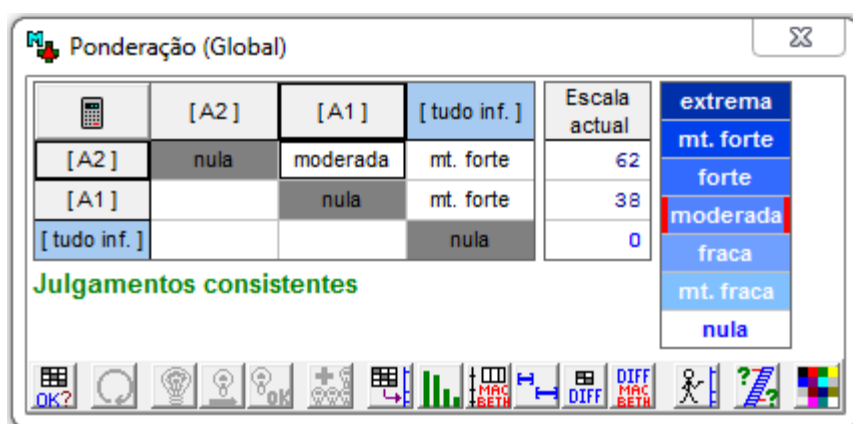 Ponderação (Global)
[ A2 ] [ A1 ] [ tudo inf. ] Escala actual
[ A2 ] nula moderada mt. forte 62
[ A1 ] nula mt. forte 38
[ tudo inf. ] nula 0
extrema
mt. forte
forte
moderada
fraca
mt. fraca
nula
Julgamentos consistentes
OK? OK MAC BETH DIFF DIFF MAC BETH ??